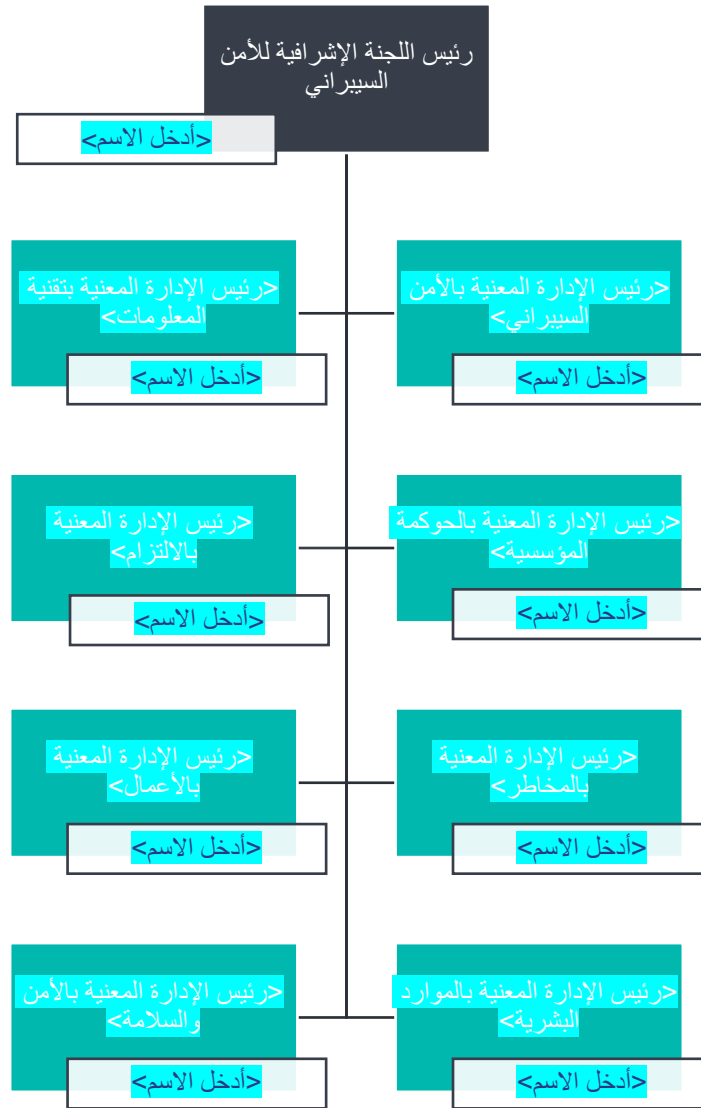 رئيس اللجنة الإشرافية للأمن
السيبراني
<أدخل الاسم>
<رئيس الإدارة المعنية بالأمن
السيبراني>
<أدخل الاسم>
<رئيس الإدارة المعنية بتقنية
المعلومات>
<أدخل الاسم>
<رئيس الإدارة المعنية بالحوكمة
المؤسسية>
<أدخل الاسم>
<رئيس الإدارة المعنية
بالالتزام>
<أدخل الاسم>
<رئيس الإدارة المعنية
بالمخاطر>
<أدخل الاسم>
<رئيس الإدارة المعنية
بالأعمال>
<أدخل الاسم>
<رئيس الإدارة المعنية بالموارد
البشرية>
<أدخل الاسم>
<رئيس الإدارة المعنية بالأمن
والسلامة>
<أدخل الاسم>